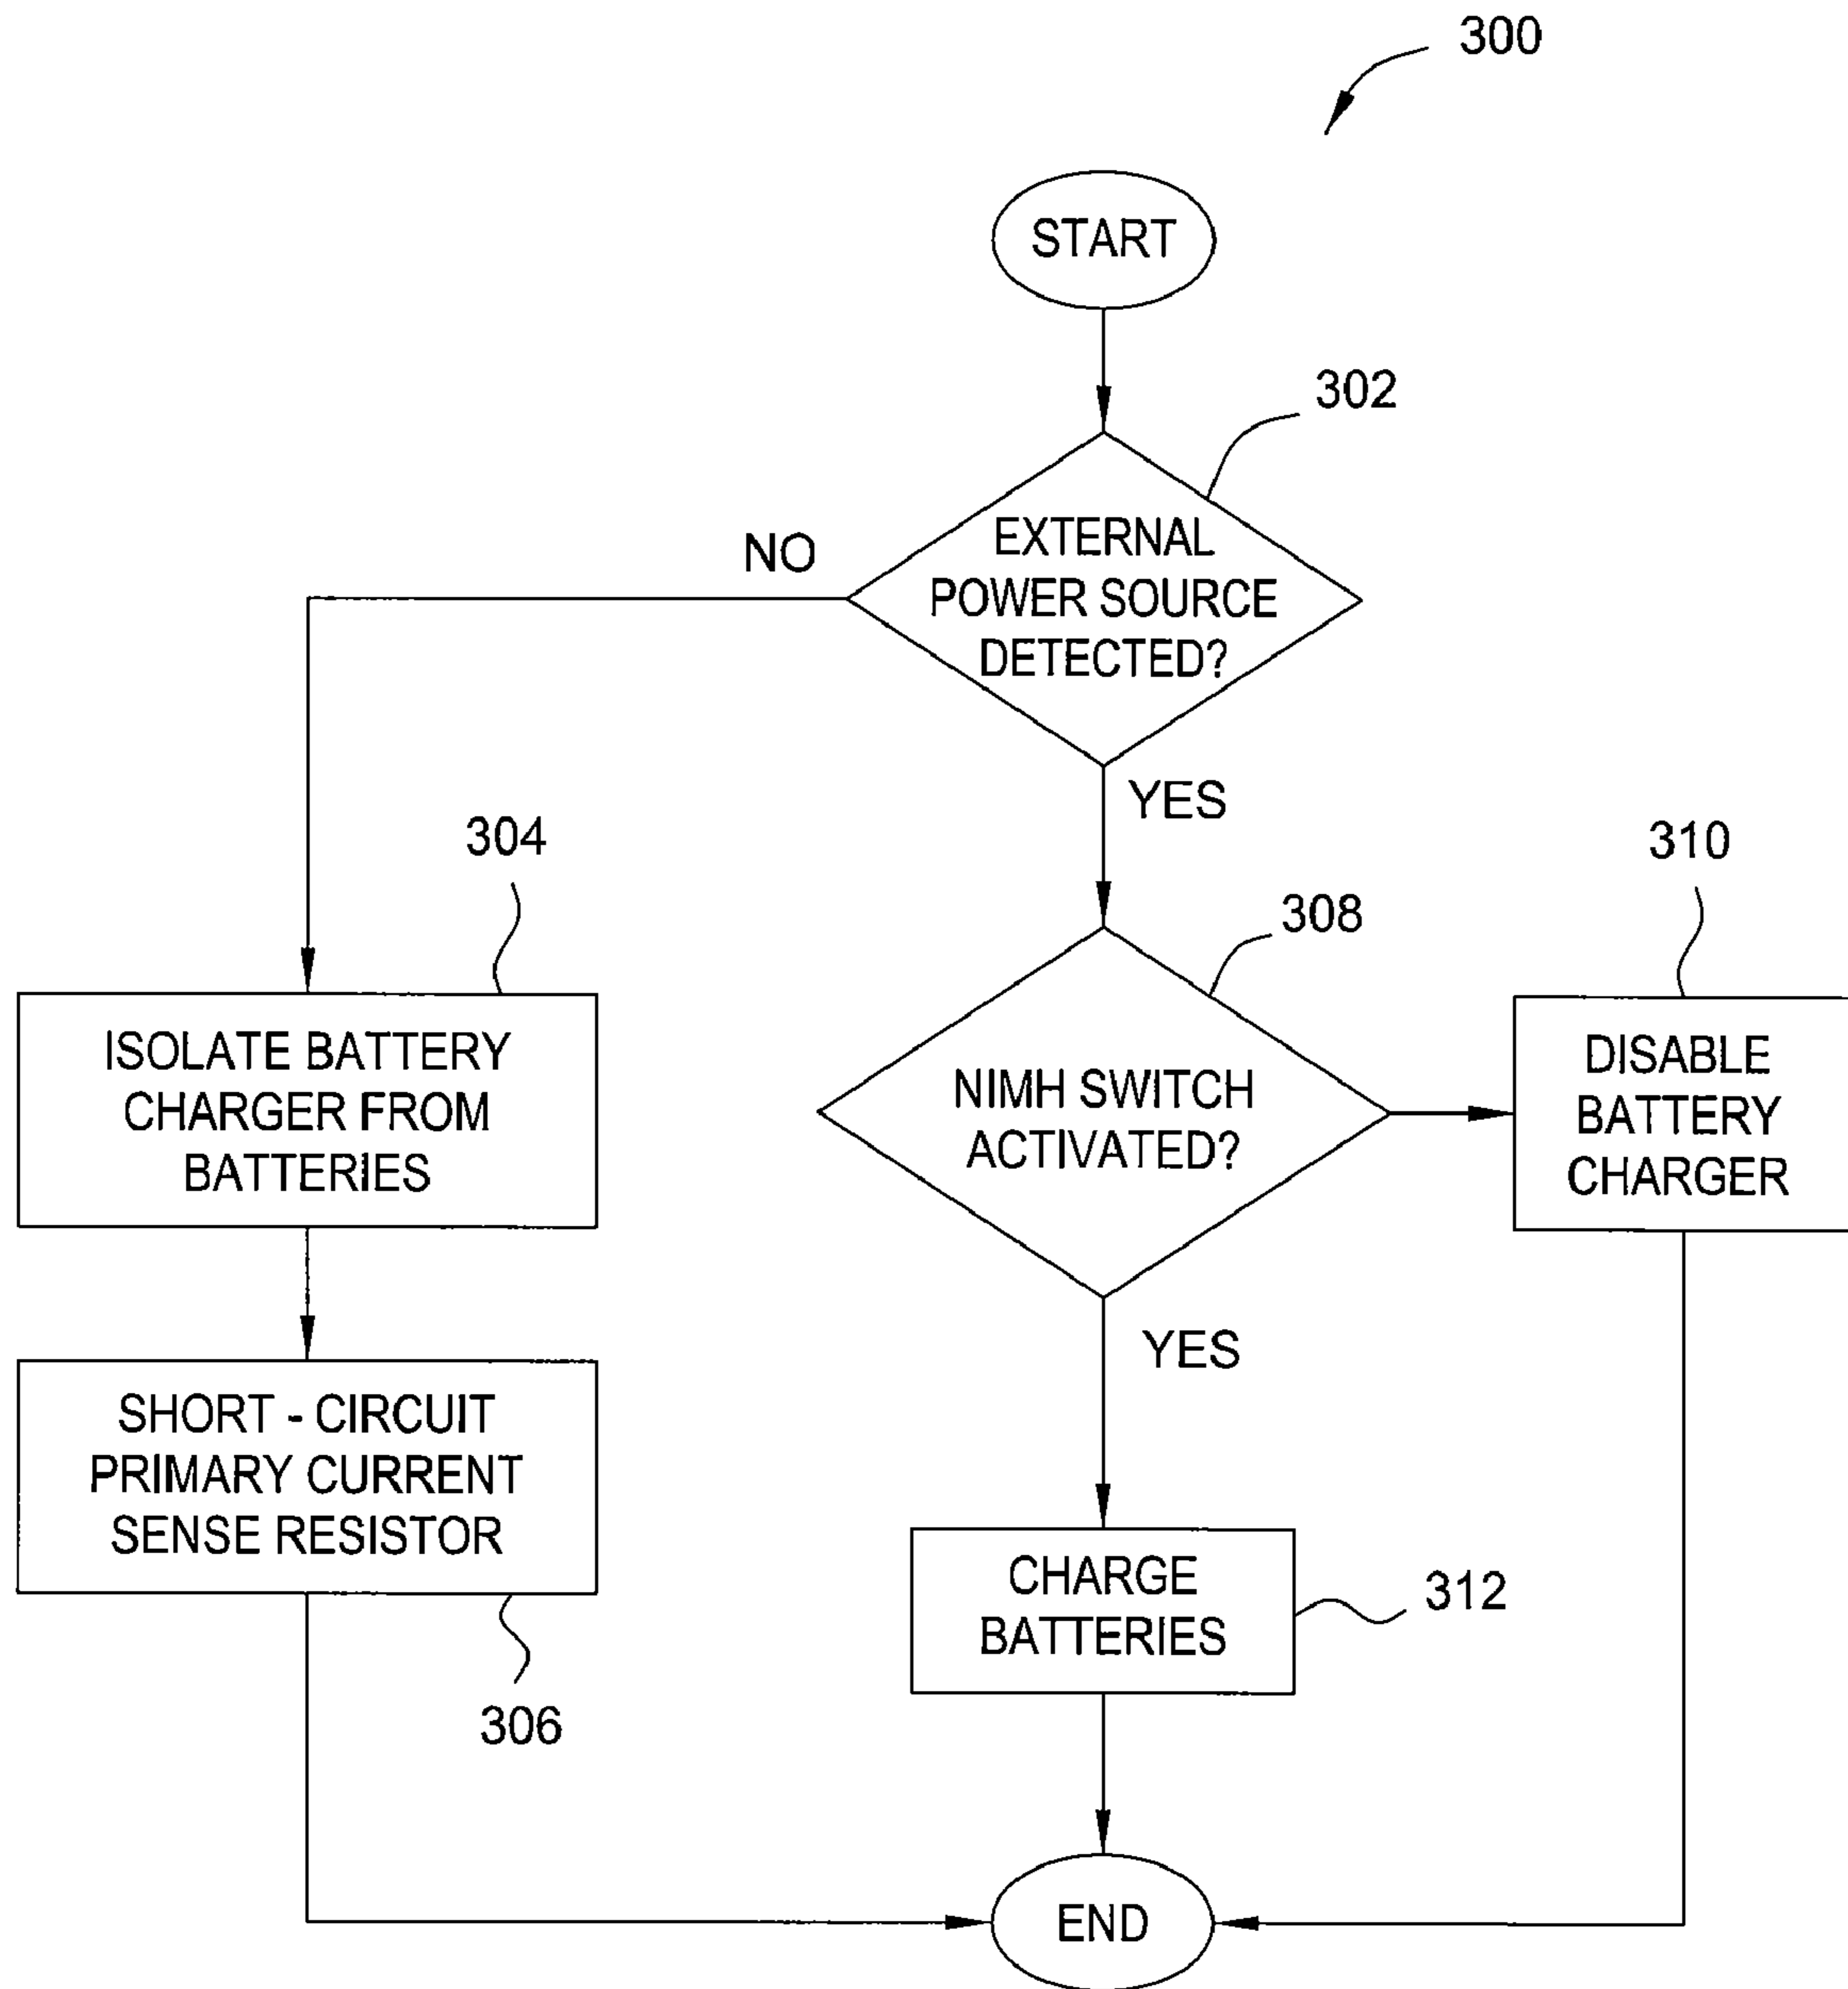 300
START
302
EXTERNAL
POWER SOURCE
DETECTED?
NO
YES
304
ISOLATE BATTERY
CHARGER FROM
BATTERIES
308
NIMH SWITCH
ACTIVATED?
310
DISABLE
BATTERY
CHARGER
YES
SHORT - CIRCUIT
PRIMARY CURRENT
SENSE RESISTOR
306
CHARGE
BATTERIES
312
END